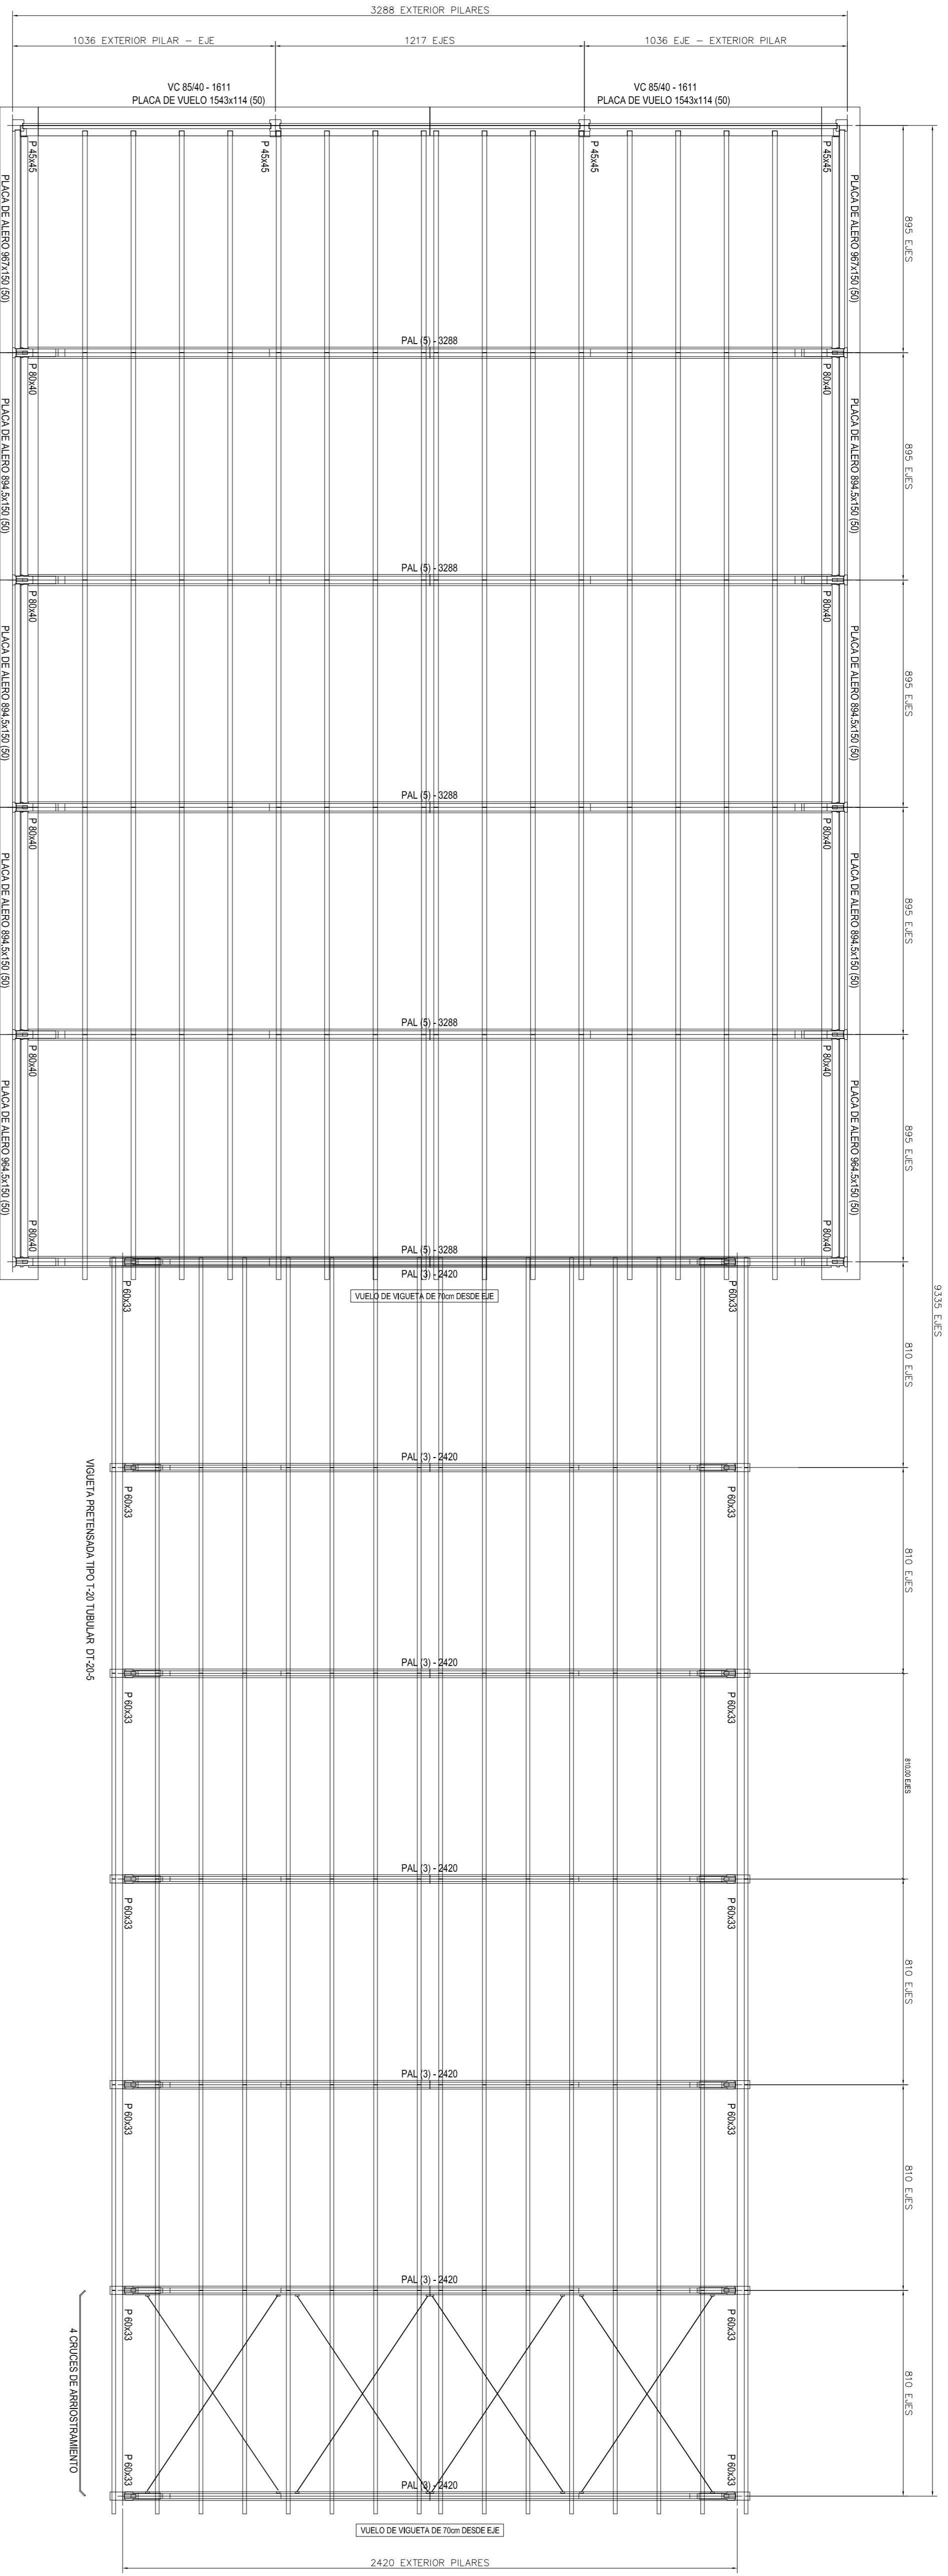 3288 EXTERIOR PILARES
1036 EXTERIOR PILAR - EJE
1217 EJES
1036 EJE - EXTERIOR PILAR
VC 85/40 - 1611
PLACA DE VUELO 1543x114 (50)
VC 85/40 - 1611
PLACA DE VUELO 1543x114 (50)
P 45x45
P 45x45
P 45x45
P 45x45
PLACA DE ALERO 967x150 (50)
PLACA DE ALERO 967x150 (50)
895 EJES
PAL (5) - 3288
P 80x40
P 80x40
PLACA DE ALERO 894,5x150 (50)
PLACA DE ALERO 894,5x150 (50)
895 EJES
PAL (5) - 3288
P 80x40
P 80x40
PLACA DE ALERO 894,5x150 (50)
PLACA DE ALERO 894,5x150 (50)
895 EJES
PAL (5) - 3288
P 80x40
P 80x40
PLACA DE ALERO 894,5x150 (50)
PLACA DE ALERO 894,5x150 (50)
895 EJES
PAL (5) - 3288
P 80x40
P 80x40
PLACA DE ALERO 964,5x150 (50)
PLACA DE ALERO 964,5x150 (50)
895 EJES
P 80x40
P 80x40
PAL (5) - 3288
PAL (3) - 2420
VUELO DE VIGUETA DE 70cm DESDE EJE
P 60x33
P 60x33
9335 EJES
810 EJES
PAL (3) - 2420
VIGUETA PRETENSADA TIPO T-20 TUBULAR DT-20-5
P 60x33
P 60x33
810 EJES
PAL (3) - 2420
P 60x33
P 60x33
810,00 EJES
PAL (3) - 2420
P 60x33
P 60x33
810 EJES
PAL (3) - 2420
P 60x33
P 60x33
810 EJES
PAL (3) - 2420
P 60x33
P 60x33
810 EJES
4 CRUCES DE ARRIOSTRAMIENTO
P 60x33
P 60x33
PAL (3) - 2420
VUELO DE VIGUETA DE 70cm DESDE EJE
2420 EXTERIOR PILARES